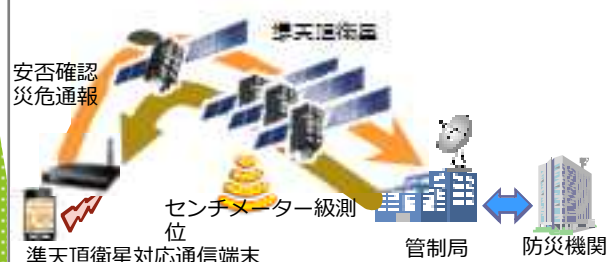 準天頂衛星
安否確認
災危通報
センチメーター級測
位
準天頂衛星対応通信端末
管制局
防災機関